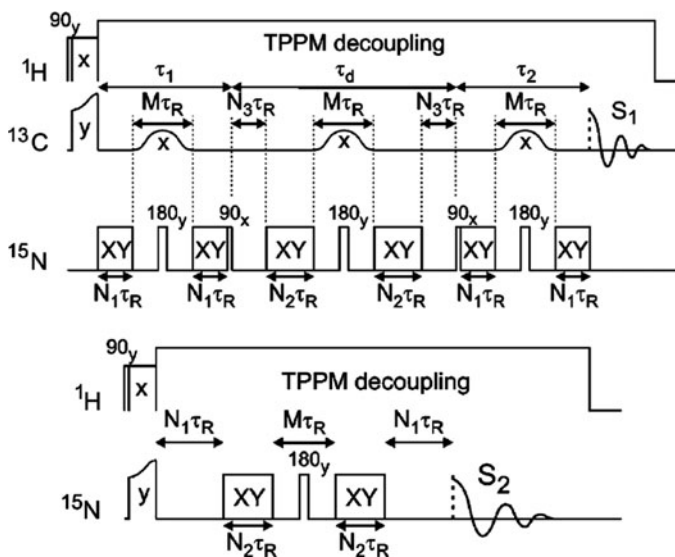 90y
TPPM decoupling
1H
x
τ1 τd τ2
MτR N3τR MτR N3τR MτR
S1
13C
y x x x
180y 90x 180y 90x 180y
15N
XY XY XY XY XY XY
N1τR N1τR N2τR N2τR N1τR N1τR
90y
TPPM decoupling
1H
x
N1τR MτR N1τR
180y
S2
15N
y XY XY
N2τR N2τR